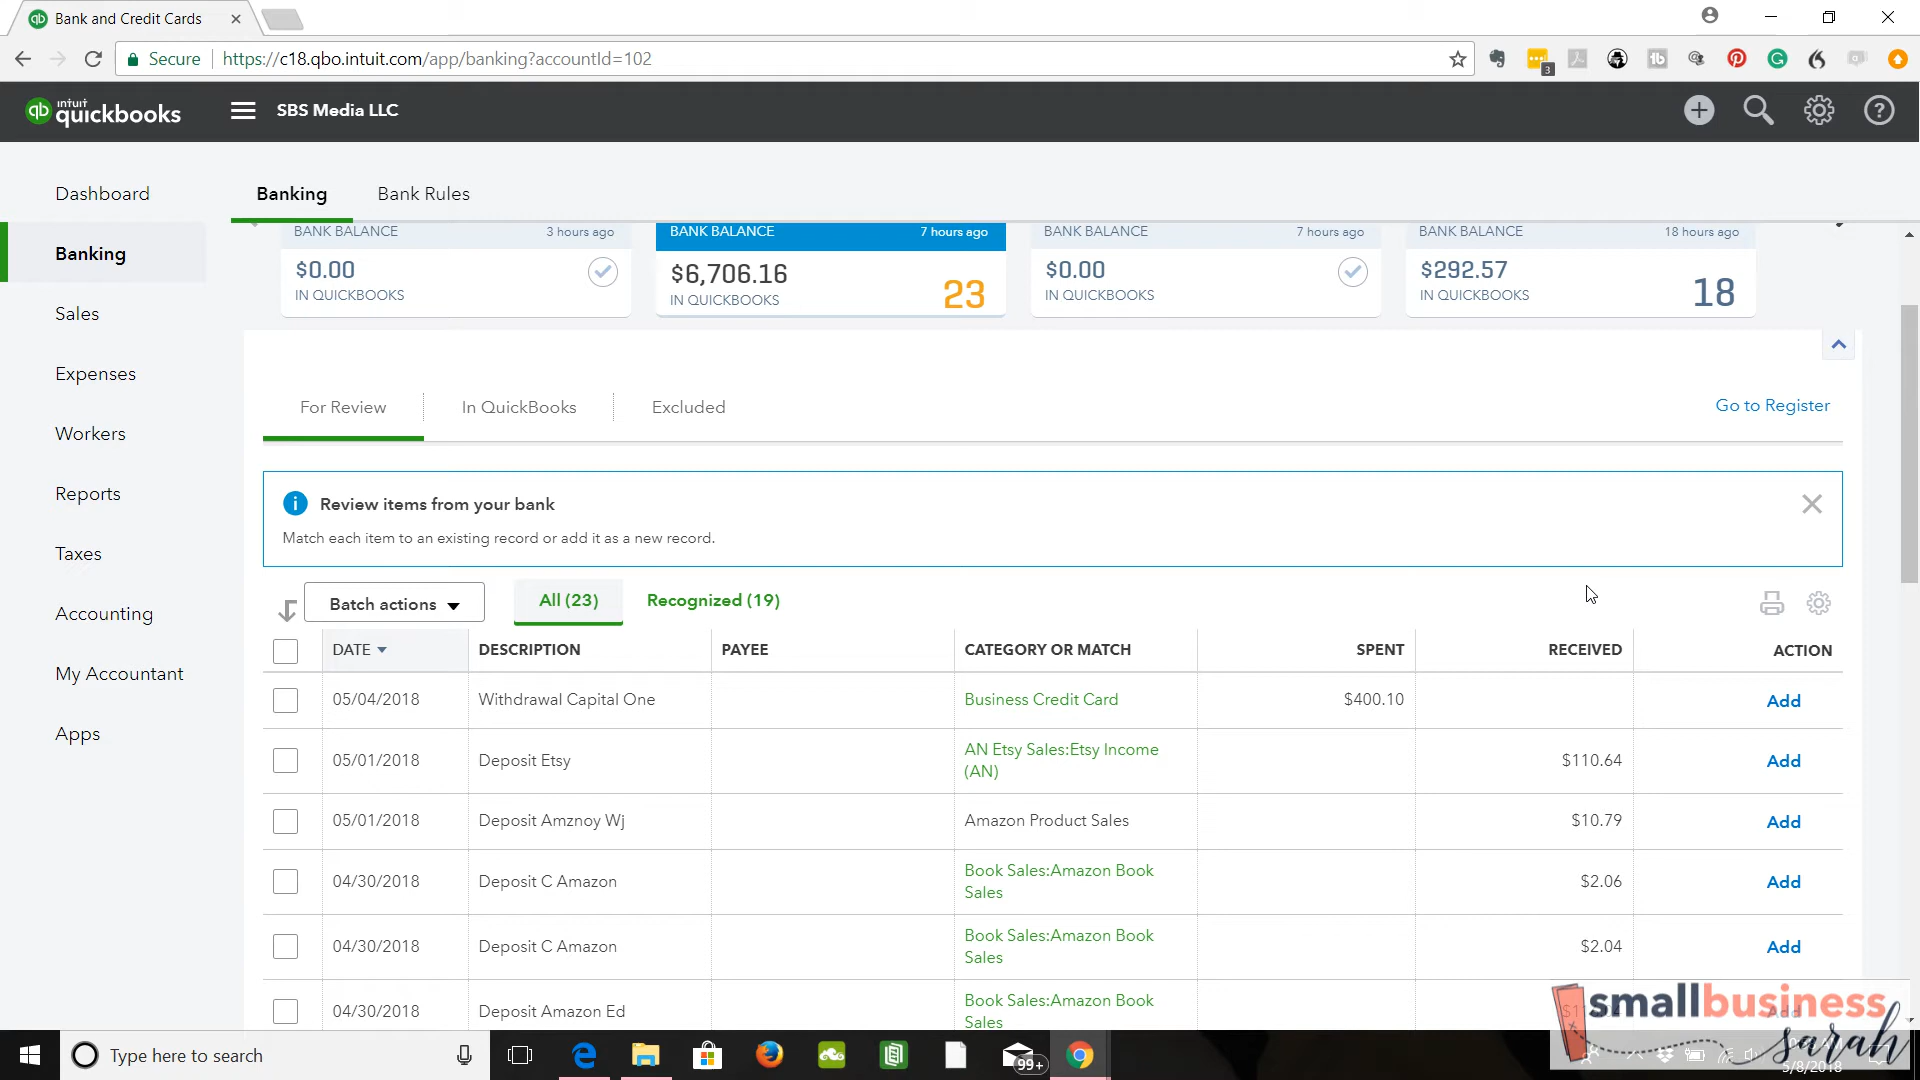 Bank and Credit Cards
Secure https://c18.qbo.intuit.com/app/banking?accountId=102
3
qb intuit quickbooks
SBS Media LLC
Dashboard
Banking
Sales
Expenses
Workers
Reports
Taxes
Accounting
My Accountant
Apps
Banking Bank Rules
BANK BALANCE 3 hours ago
$0.00
IN QUICKBOOKS
BANK BALANCE 7 hours ago
$6,706.16
IN QUICKBOOKS 23
BANK BALANCE 7 hours ago
$0.00
IN QUICKBOOKS
BANK BALANCE 18 hours ago
$292.57
IN QUICKBOOKS 18
For Review In QuickBooks Excluded Go to Register
Review items from your bank
Match each item to an existing record or add it as a new record.
Batch actions All (23) Recognized (19)
DATE DESCRIPTION PAYEE CATEGORY OR MATCH SPENT RECEIVED ACTION
05/04/2018 Withdrawal Capital One Business Credit Card $400.10 Add
05/01/2018 Deposit Etsy AN Etsy Sales:Etsy Income (AN) $110.64 Add
05/01/2018 Deposit Amznoy Wj Amazon Product Sales $10.79 Add
04/30/2018 Deposit C Amazon Book Sales:Amazon Book Sales $2.06 Add
04/30/2018 Deposit C Amazon Book Sales:Amazon Book Sales $2.04 Add
04/30/2018 Deposit Amazon Ed Book Sales:Amazon Book Sales
smallbusiness
sarah
Type here to search
99+
5/8/2018